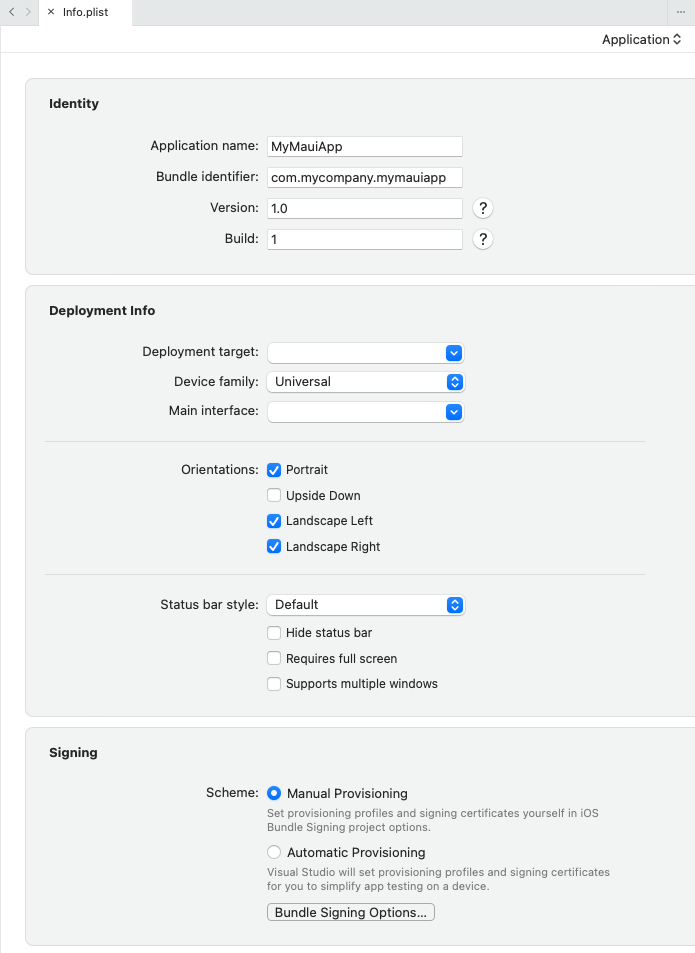 Info.plist
Application
Identity
Application name: MyMauiApp
Bundle identifier: com.mycompany.mymauiapp
Version: 1.0 ?
Build: 1 ?
Deployment Info
Deployment target:
Device family: Universal
Main interface:
Orientations: Portrait
Upside Down
Landscape Left
Landscape Right
Status bar style: Default
Hide status bar
Requires full screen
Supports multiple windows
Signing
Scheme: Manual Provisioning
Set provisioning profiles and signing certificates yourself in iOS
Bundle Signing project options.
Automatic Provisioning
Visual Studio will set provisioning profiles and signing certificates
for you to simplify app testing on a device.
Bundle Signing Options...